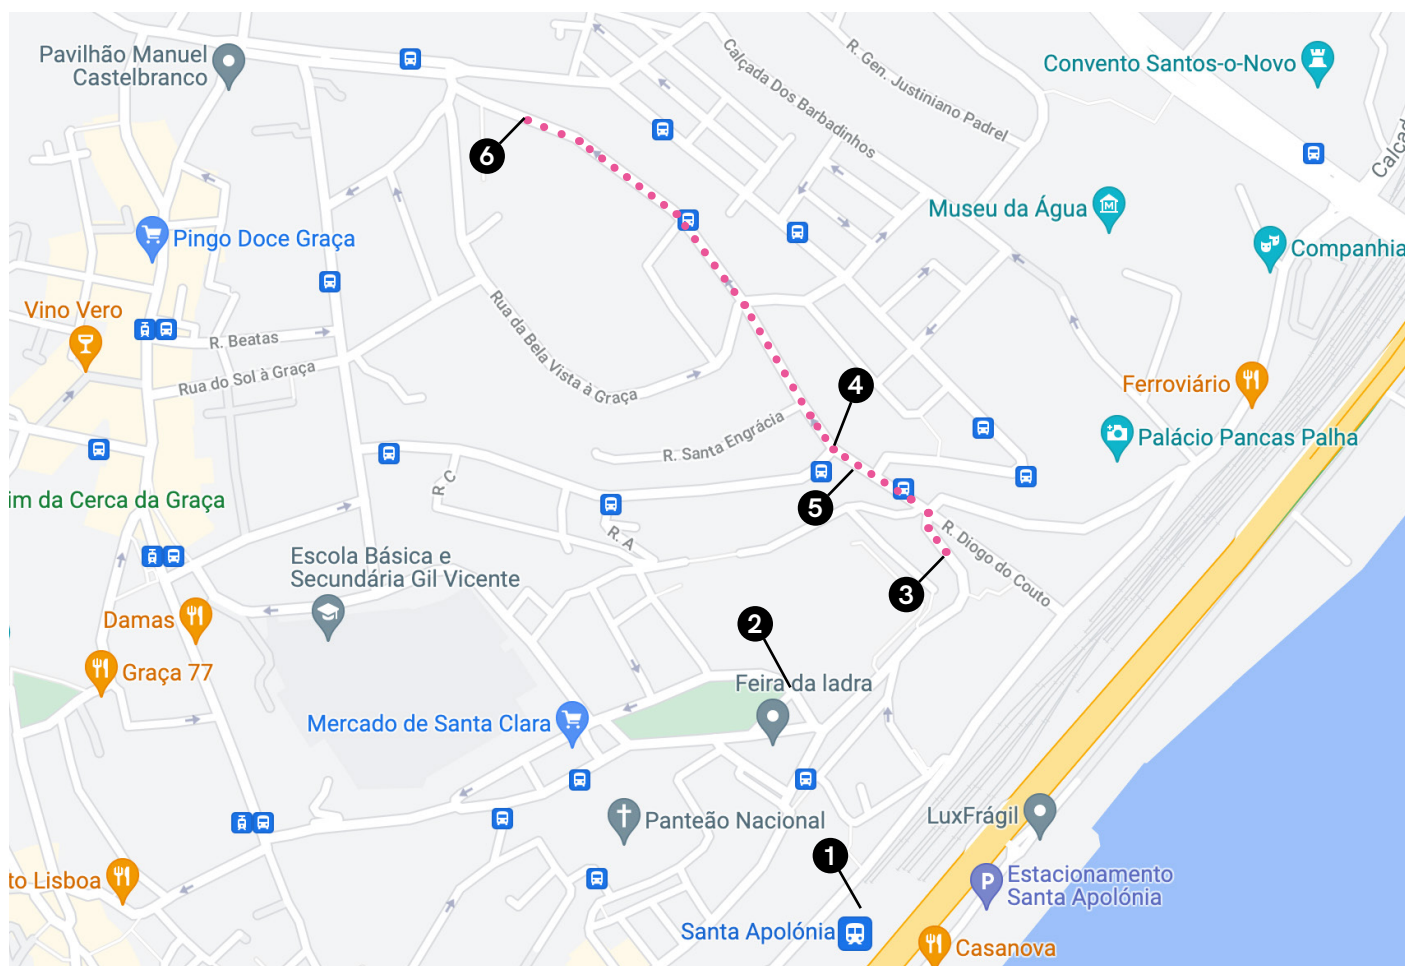 Pavilhão Manuel
Castelbranco
Calçada Dos Barbadinhos
R. Gen. Justiniano Padrel
Convento Santos-o-Novo
Calçad
6
Museu da Água
Pingo Doce Graça
Companhia
Vino Vero
R. Beatas
Rua do Sol à Graça
Rua da Bela Vista à Graça
4
Ferroviário
R. Santa Engrácia
Palácio Pancas Palha
R C
im da Cerca da Graça
5
R. A
R. Diogo do Couto
Escola Básica e
Secundária Gil Vicente
3
Damas
2
Graça 77
Feira da ladra
Mercado de Santa Clara
Panteão Nacional
LuxFrágil
1
to Lisboa
P
Estacionamento
Santa Apolónia
Santa Apolónia
Casanova
M